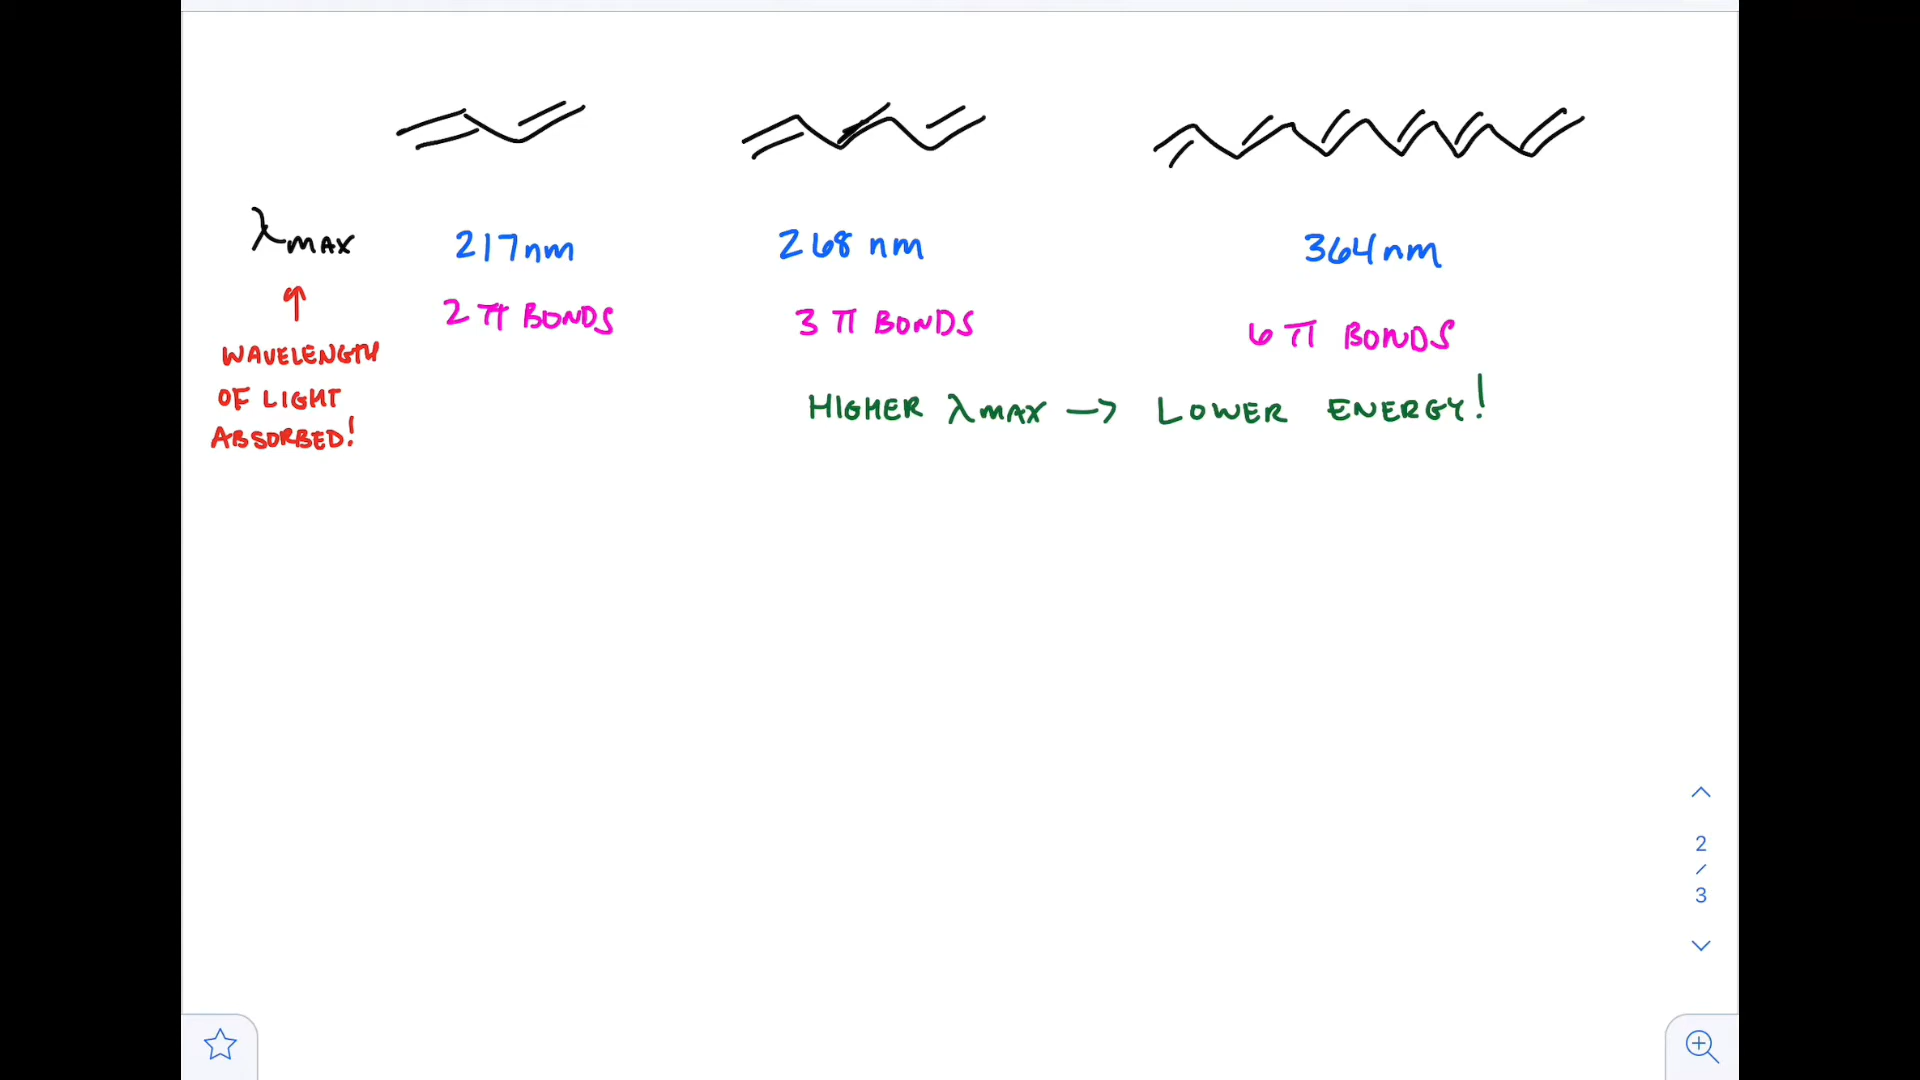 λMAX 217nm 268 nm 364nm
2 π BONDS 3 π BONDS 6 π BONDS
↑
WAVELENGTH
OF LIGHT
ABSORBED!
HIGHER λMAX → LOWER ENERGY!
2
/
3